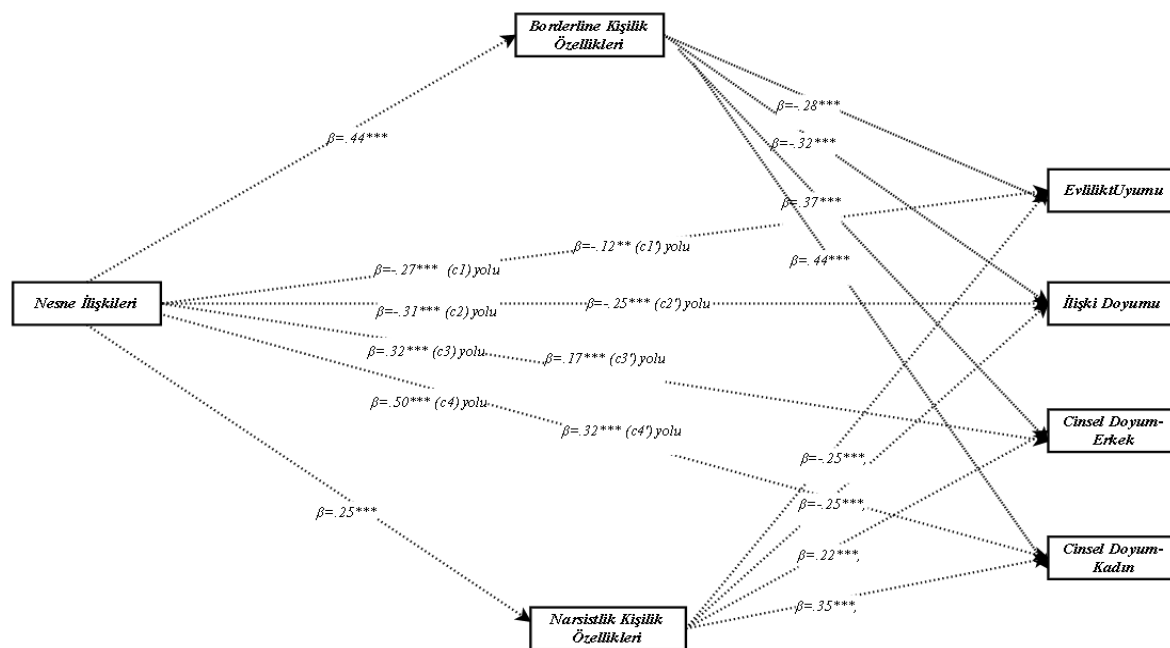 Borderline Kişilik
Özellikleri
β=-.28***
β=.44***
β=-.32***
EvlilikıtUyumu
β=.37***
β=-.12** (c1') yolu
β=.44***
β=-.27*** (c1) yolu
Nesne İlişkileri
β=-.31*** (c2) yolu
β=-.25*** (c2') yolu
İlişki Doyumu
β=.32*** (c3) yolu
β=.17*** (c3') yolu
β=.50*** (c4) yolu
β=.32*** (c4') yolu
Cinsel Doyum-
Erkek
β=-.25***,
β=.25***
β=-.25***,
β=.22***,
Cinsel Doyum-
Kadın
β=.35***,
Narsistlik Kişilik
Özellikleri